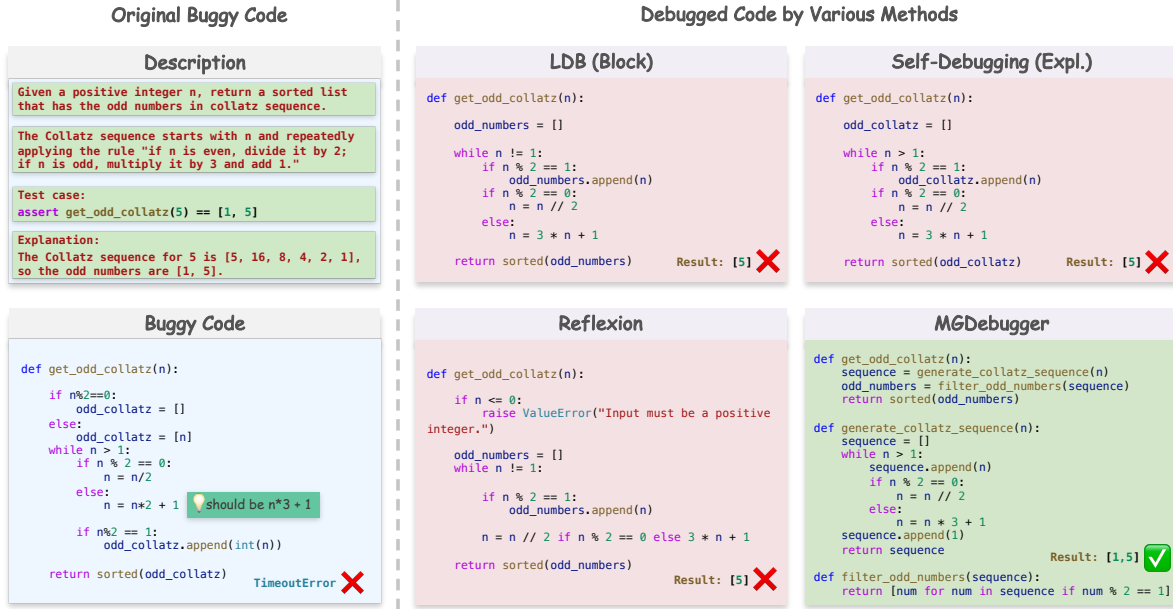 Original Buggy Code
Description
Given a positive integer n, return a sorted list
that has the odd numbers in collatz sequence.
The Collatz sequence starts with n and repeatedly
applying the rule "if n is even, divide it by 2;
if n is odd, multiply it by 3 and add 1."
Test case:
assert get_odd_collatz(5) == [1, 5]
Explanation:
The Collatz sequence for 5 is [5, 16, 8, 4, 2, 1],
so the odd numbers are [1, 5].
Buggy Code
def get_odd_collatz(n):
if n%2==0:
odd_collatz = []
else:
odd_collatz = [n]
while n > 1:
if n % 2 == 0:
n = n/2
else:
n = n*2 + 1
should be n*3 + 1
if n%2 == 1:
odd_collatz.append(int(n))
return sorted(odd_collatz)
TimeoutError
Debugged Code by Various Methods
LDB (Block)
def get_odd_collatz(n):
odd_numbers = []
while n != 1:
if n % 2 == 1:
odd_numbers.append(n)
if n % 2 == 0:
n = n // 2
else:
n = 3 * n + 1
return sorted(odd_numbers)
Result: [5]
Self-Debugging (Expl.)
def get_odd_collatz(n):
odd_collatz = []
while n > 1:
if n % 2 == 1:
odd_collatz.append(n)
if n % 2 == 0:
n = n // 2
else:
n = 3 * n + 1
return sorted(odd_collatz)
Result: [5]
Reflexion
def get_odd_collatz(n):
if n <= 0:
raise ValueError("Input must be a positive
integer.")
odd_numbers = []
while n != 1:
if n % 2 == 1:
odd_numbers.append(n)
n = n // 2 if n % 2 == 0 else 3 * n + 1
return sorted(odd_numbers)
Result: [5]
MGDebugger
def get_odd_collatz(n):
sequence = generate_collatz_sequence(n)
odd_numbers = filter_odd_numbers(sequence)
return sorted(odd_numbers)
def generate_collatz_sequence(n):
sequence = []
while n > 1:
sequence.append(n)
if n % 2 == 0:
n = n // 2
else:
n = n * 3 + 1
sequence.append(1)
return sequence
Result: [1,5]
def filter_odd_numbers(sequence):
return [num for num in sequence if num % 2 == 1]